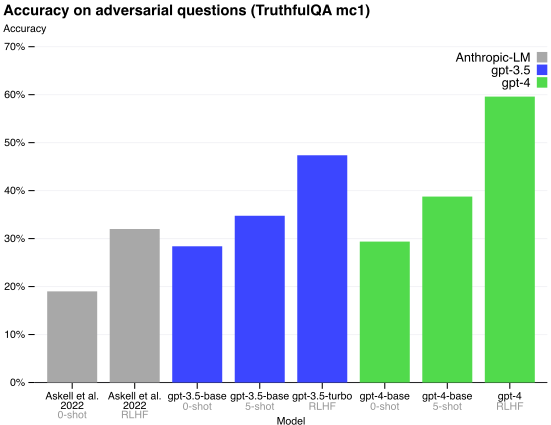 Accuracy on adversarial questions (TruthfulQA mc1)
Accuracy
70%
60%
50%
40%
30%
20%
10%
0%
Anthropic-LM
gpt-3.5
gpt-4
Askell et al.
2022
0-shot
Askell et al.
2022
RLHF
gpt-3.5-base
0-shot
gpt-3.5-base
5-shot
gpt-3.5-turbo
RLHF
gpt-4-base
0-shot
gpt-4-base
5-shot
gpt-4
RLHF
Model